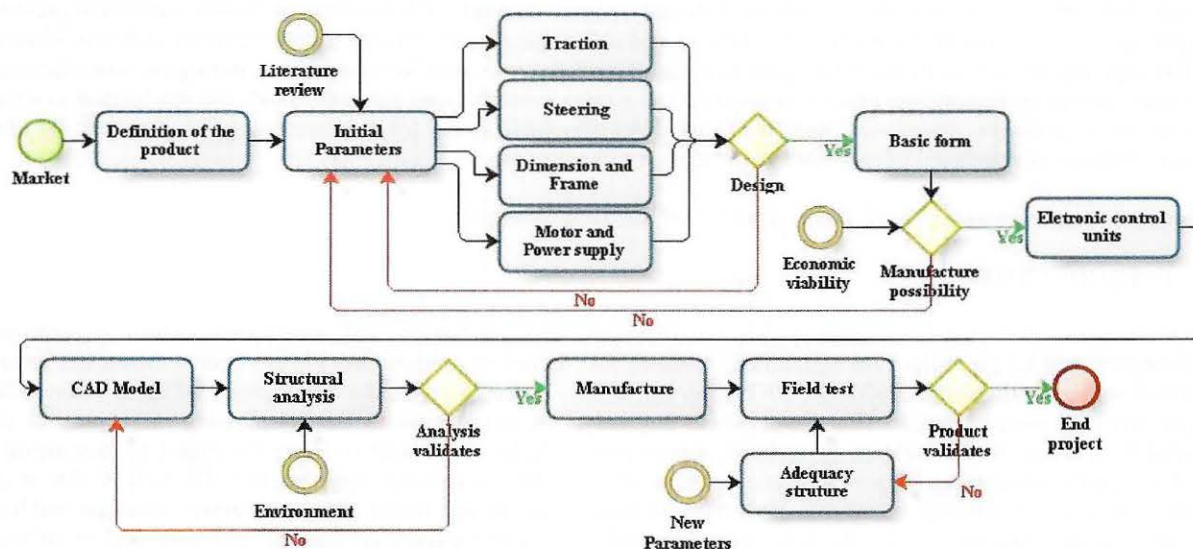 Traction
Literature
review
Steering
Market
Definition of the
product
Initial
Parameters
Dimension and
Frame
Design
Yes
Basic form
Motor and
Power supply
Economic
viability
Manufacture
possibility
Yes
Eletronic control
units
No
No
CAD Model
Structural
analysis
Analysis
validates
Yes
Manufacture
Field test
Product
validates
Yes
End
project
Environment
No
New
Parameters
Adequacy
struture
No